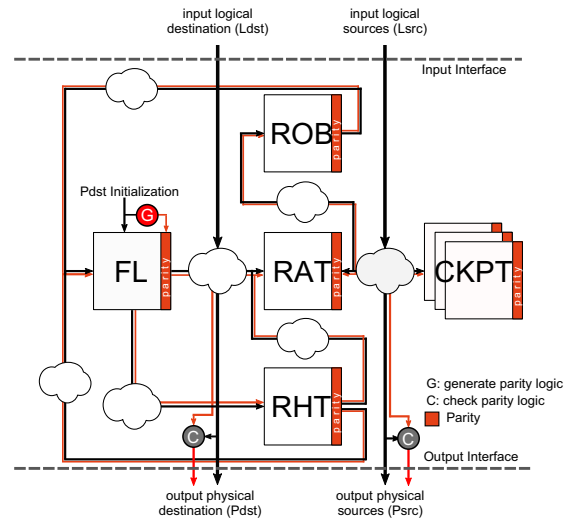 input logical
destination (Ldst)
input logical
sources (Lsrc)
Input Interface
ROB
parity
Pdst Initialization
G
FL
parity
RAT
parity
CKPT
parity
RHT
parity
G: generate parity logic
C: check parity logic
Parity
C
C
Output Interface
output physical
destination (Pdst)
output physical
sources (Psrc)